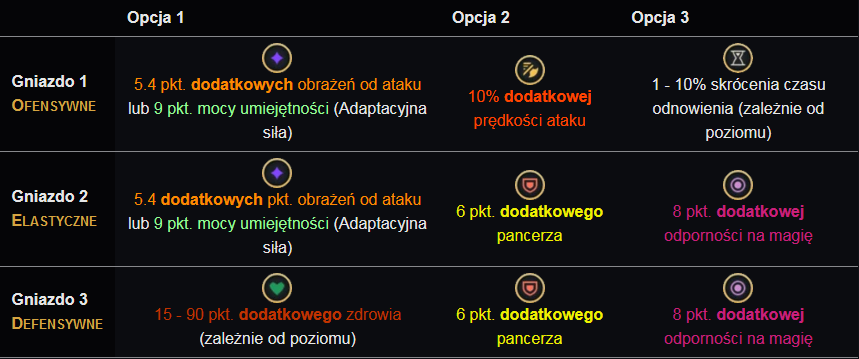 Opcja 1 Opcja 2 Opcja 3
Gniazdo 1
OFENSYWNE
5.4 pkt. dodatkowych obrażeń od ataku
lub 9 pkt. mocy umiejętności (Adaptacyjna
siła)
10% dodatkowej
prędkości ataku
1 - 10% skrócenia czasu
odnowienia (zależnie od
poziomu)
Gniazdo 2
ELASTYCZNE
5.4 dodatkowych pkt. obrażeń od ataku
lub 9 pkt. mocy umiejętności (Adaptacyjna
siła)
6 pkt. dodatkowego
pancerza
8 pkt. dodatkowej
odporności na magię
Gniazdo 3
DEFENSYWNE
15 - 90 pkt. dodatkowego zdrowia
(zależnie od poziomu)
6 pkt. dodatkowego
pancerza
8 pkt. dodatkowej
odporności na magię